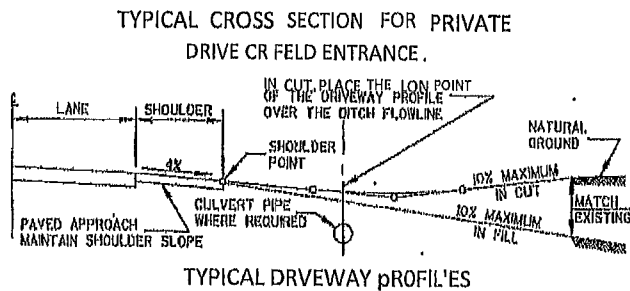 TYPICAL CROSS SECTION FOR PRIVATE
DRIVE CR FELD ENTRANCE.
IN CUT, PLACE THE LON POINT
OF THE DRIVEWAY PROFILE
OVER THE DITCH FLOWLINE
LANE
SHOULDER
NATURAL
GROUND
4%
SHOULDER
POINT
10% MAXIMUM
IN CUT
CULVERT PIPE
WHERE REQUIRED
10% MAXIMUM
IN FILL
MATCH
EXISTING
PAVED APPROACH
MAINTAIN SHOULDER SLOPE
TYPICAL DRVEWAY pROFIL'ES